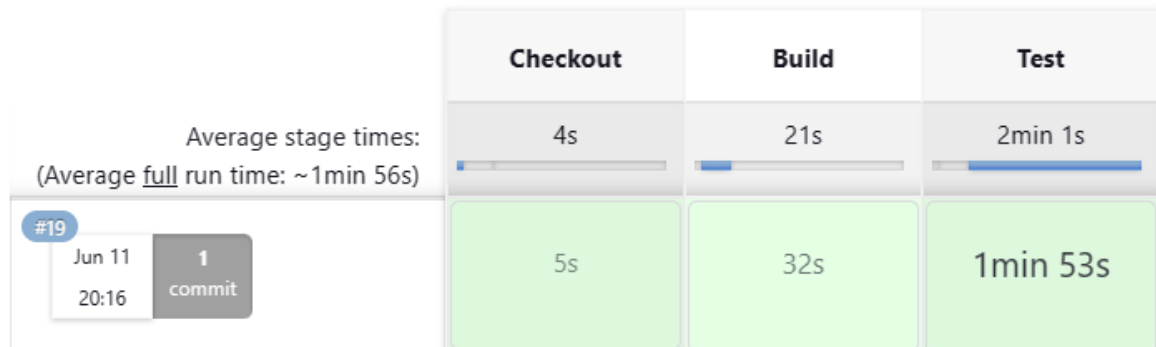 Checkout
Build
Test
Average stage times:
(Average full run time: ~1min 56s)
4s
21s
2min 1s
#19
Jun 11
20:16
1
commit
5s
32s
1min 53s